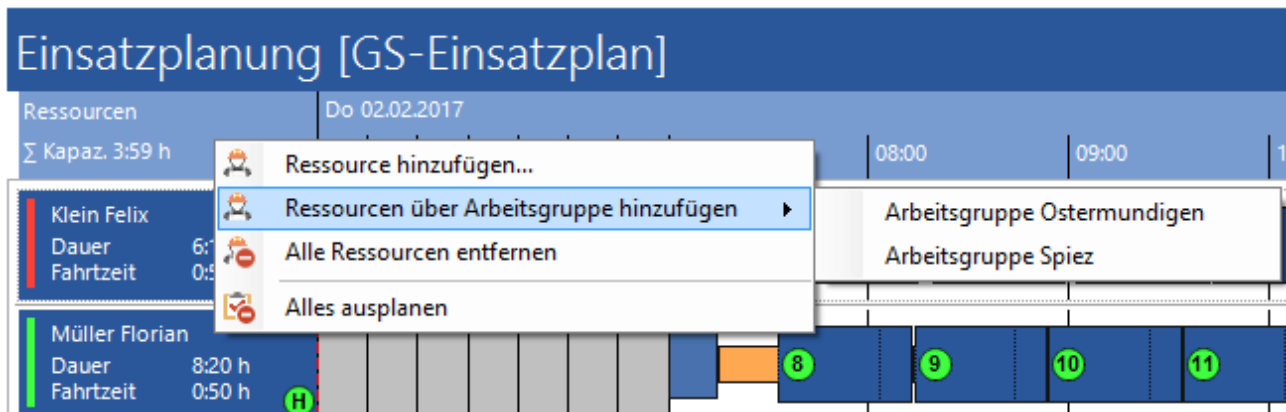 Einsatzplanung [GS-Einsatzplan]
Ressourcen
Do 02.02.2017
∑ Kapaz. 3:59 h
08:00
09:00
Ressource hinzufügen...
Ressourcen über Arbeitsgruppe hinzufügen
Alle Ressourcen entfernen
Alles ausplanen
Arbeitsgruppe Ostermundigen
Arbeitsgruppe Spiez
Klein Felix
Dauer
Fahrtzeit
Müller Florian
Dauer 8:20 h
Fahrtzeit 0:50 h
H
8
9
10
11